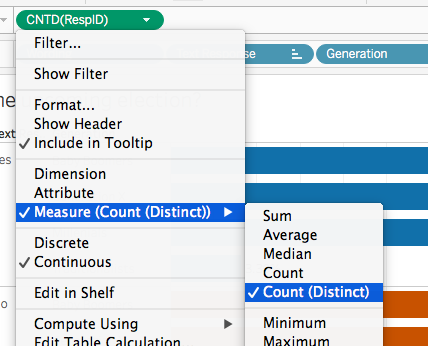 CNTD(RespID)
Filter...
Show Filter
Generation
Format...
Show Header
Include in Tooltip
Dimension
Attribute
Measure (Count (Distinct))
Sum
Average
Median
Count
Count (Distinct)
Minimum
Maximum
Discrete
Continuous
Edit in Shelf
Compute Using
Edit Table Calculation